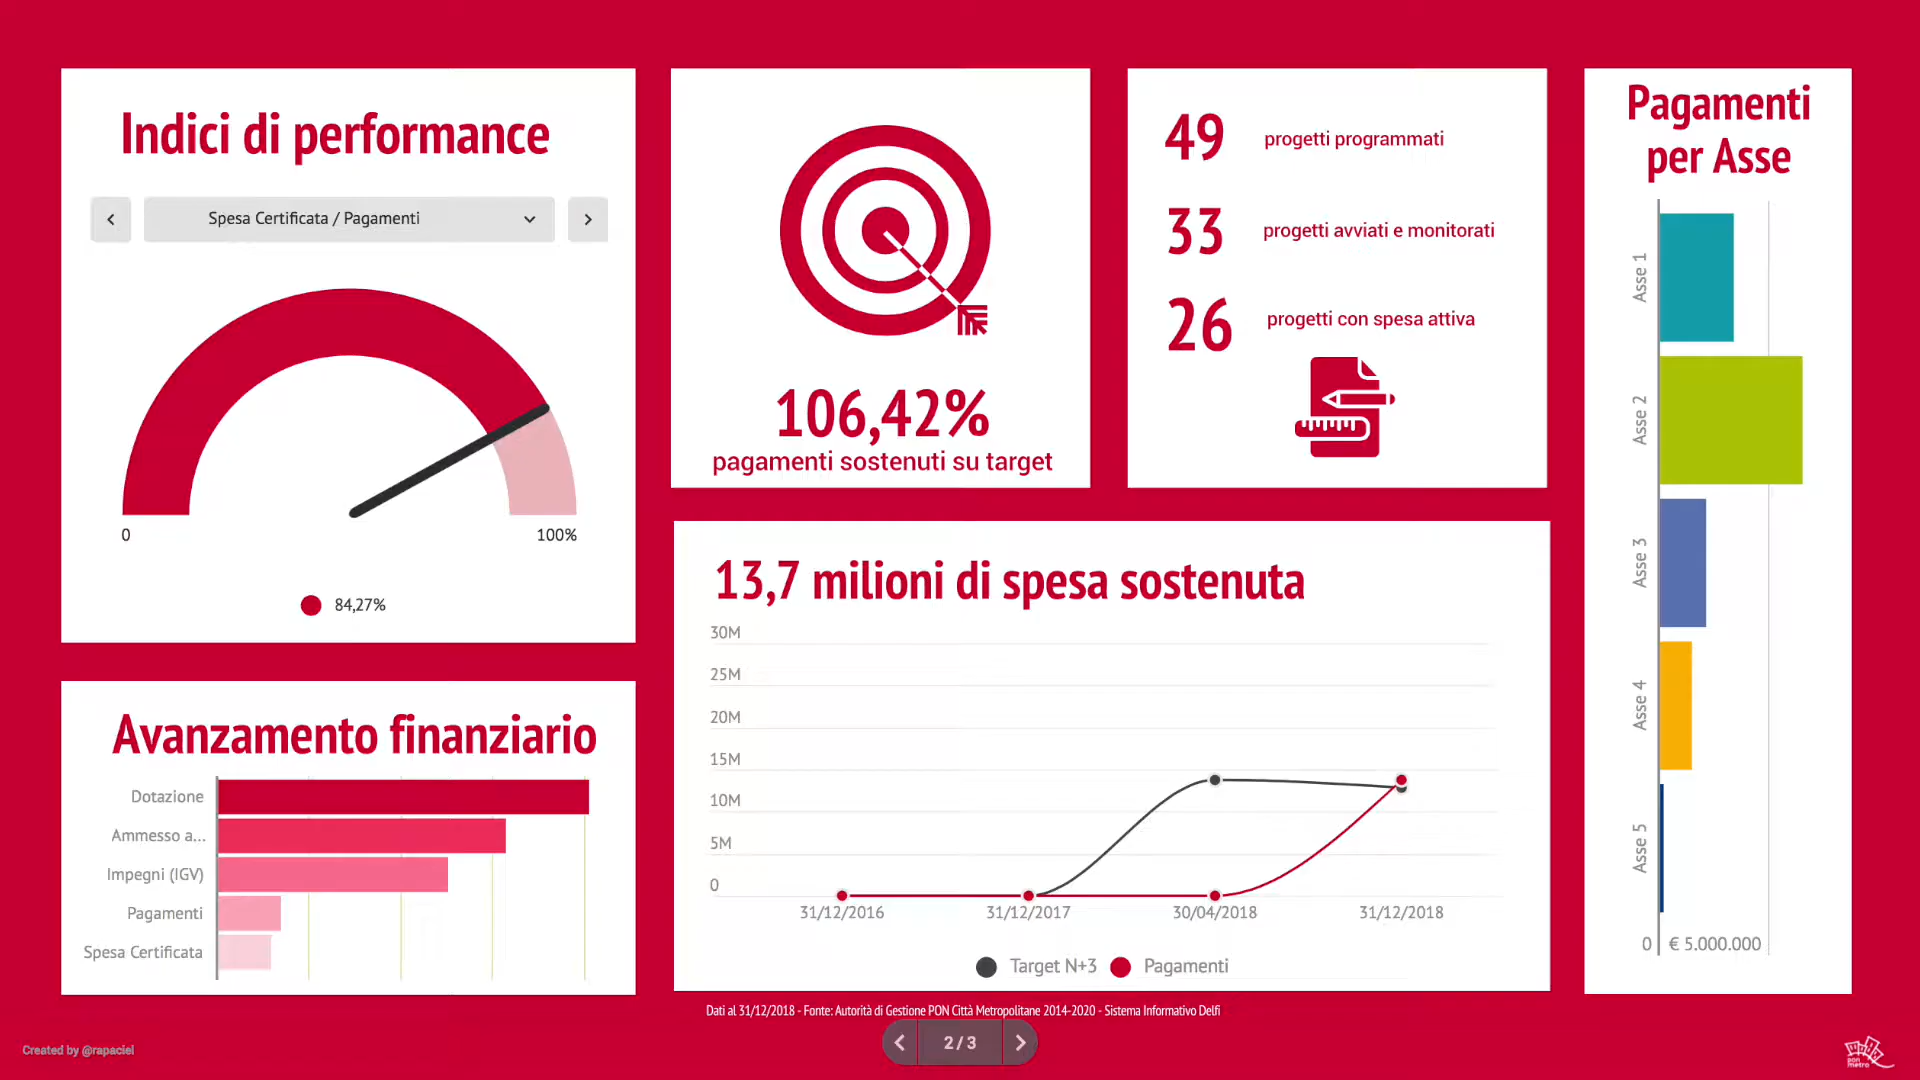 Indici di performance
Spesa Certificata / Pagamenti
0
100%
84,27%
106,42%
pagamenti sostenuti su target
49 progetti programmati
33 progetti avviati e monitorati
26 progetti con spesa attiva
Pagamenti
per Asse
Asse 1
Asse 2
Asse 3
Asse 4
Asse 5
0
€ 5.000.000
Avanzamento finanziario
Dotazione
Ammesso a...
Impegni (IGV)
Pagamenti
Spesa Certificata
13,7 milioni di spesa sostenuta
30M
25M
20M
15M
10M
5M
0
31/12/2016
31/12/2017
30/04/2018
31/12/2018
Target N+3
Pagamenti
Dati al 31/12/2018 - Fonte: Autorità di Gestione PON Città Metropolitane 2014-2020 - Sistema Informativo Delfi
2 / 3
Created by @rapaciel
pon
metro